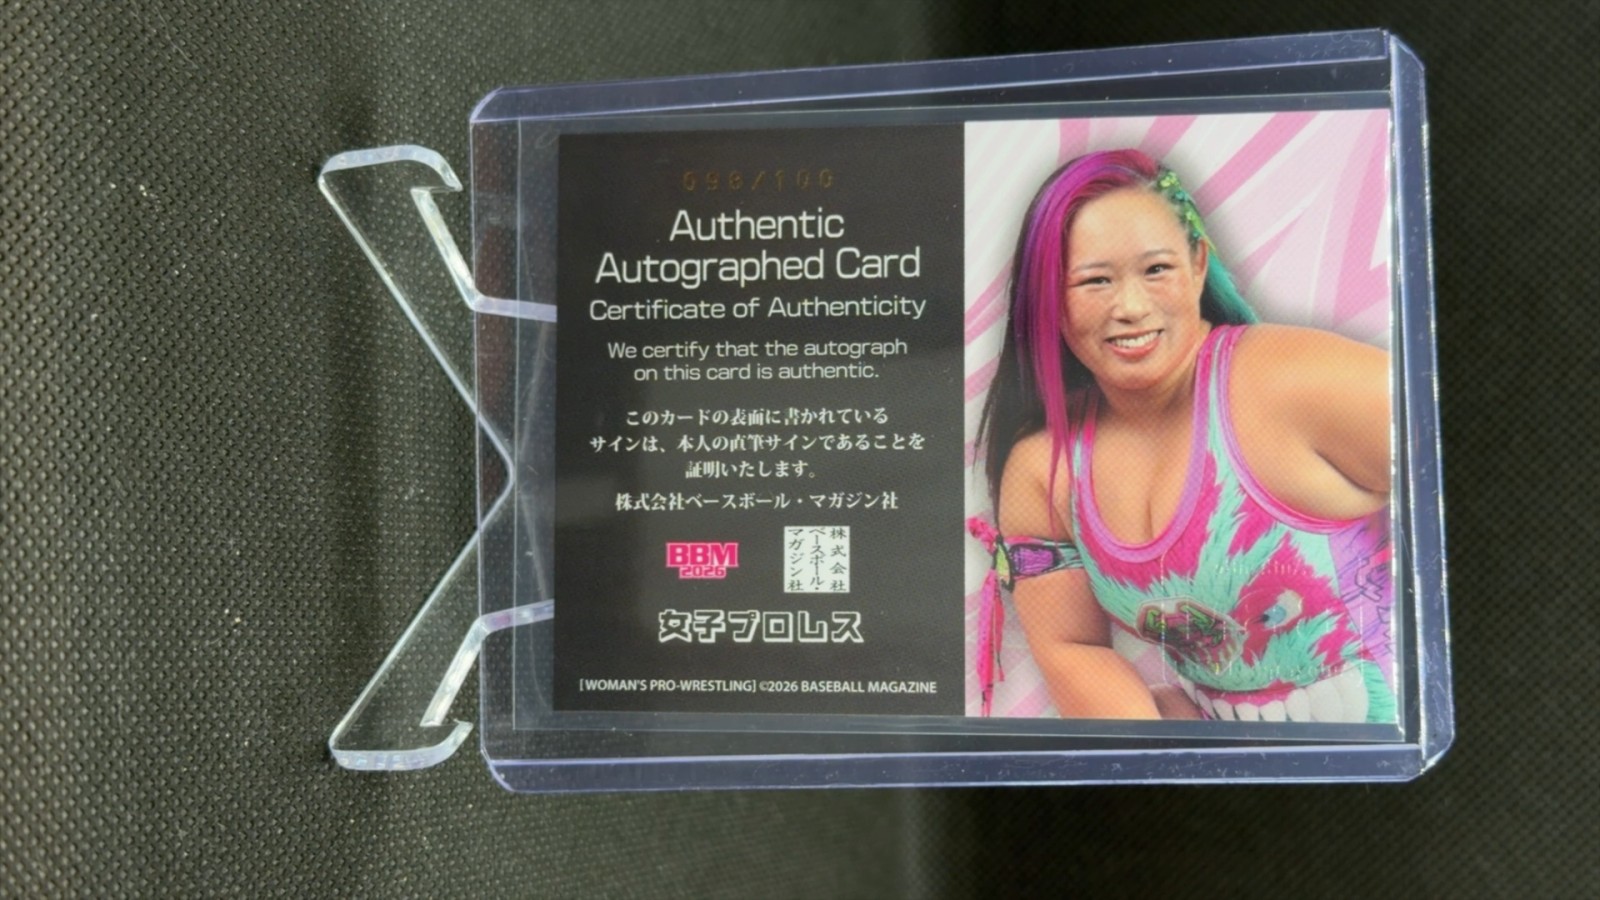 098/100
Authentic
Autographed Card
Certificate of Authenticity
We certify that the autograph
on this card is authentic.
このカードの表面に書かれている
サインは、本人の直筆サインであることを
証明いたします。
株式会社ベースボール・マガジン社
BBM
2026
株式会社
ベースボール・
マガジン社
女子プロレス
[WOMAN'S PRO-WRESTLING] ©2026 BASEBALL MAGAZINE